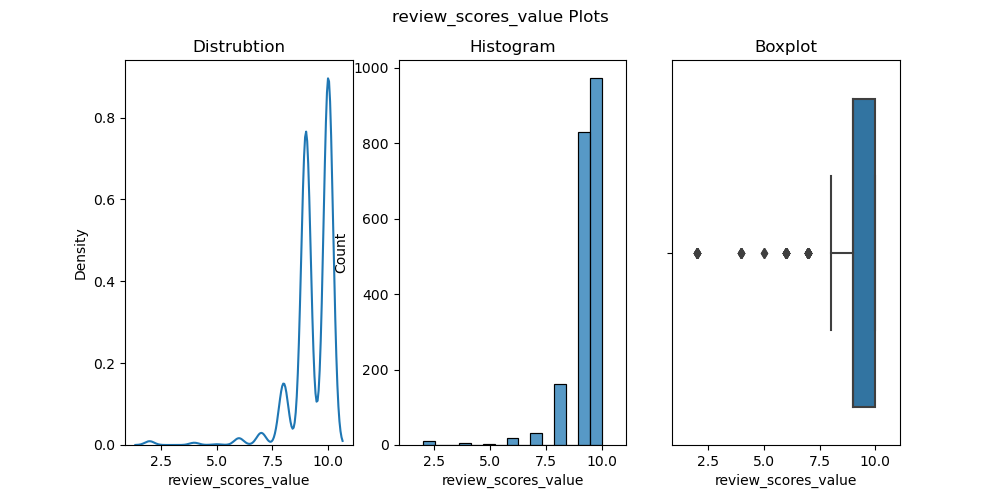 review_scores_value Plots
Distrubtion
Histogram
Boxplot
Density
0.8
0.6
0.4
0.2
0.0
2.5
5.0
7.5
10.0
review_scores_value
Count
1000
800
600
400
200
0
2.5
5.0
7.5
10.0
review_scores_value
2.5
5.0
7.5
10.0
review_scores_value